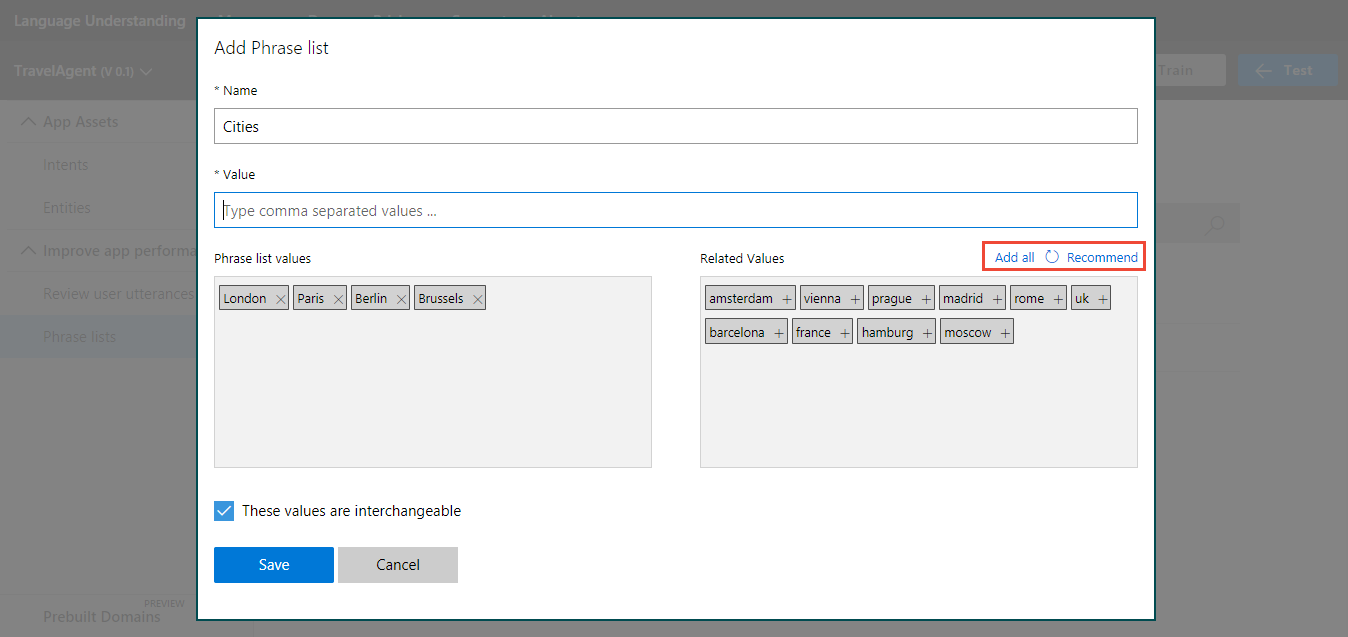 Language Understanding
TravelAgent (V 0.1)
Train
Test
App Assets
Intents
Entities
Improve app performa
Review user utterances
Phrase lists
PREVIEW
Prebuilt Domains
Add Phrase list
* Name
Cities
* Value
Type comma separated values ...
Phrase list values
Related Values
Add all Recommend
London × Paris × Berlin × Brussels ×
amsterdam + vienna + prague + madrid + rome + uk +
barcelona + france + hamburg + moscow +
These values are interchangeable
Save
Cancel